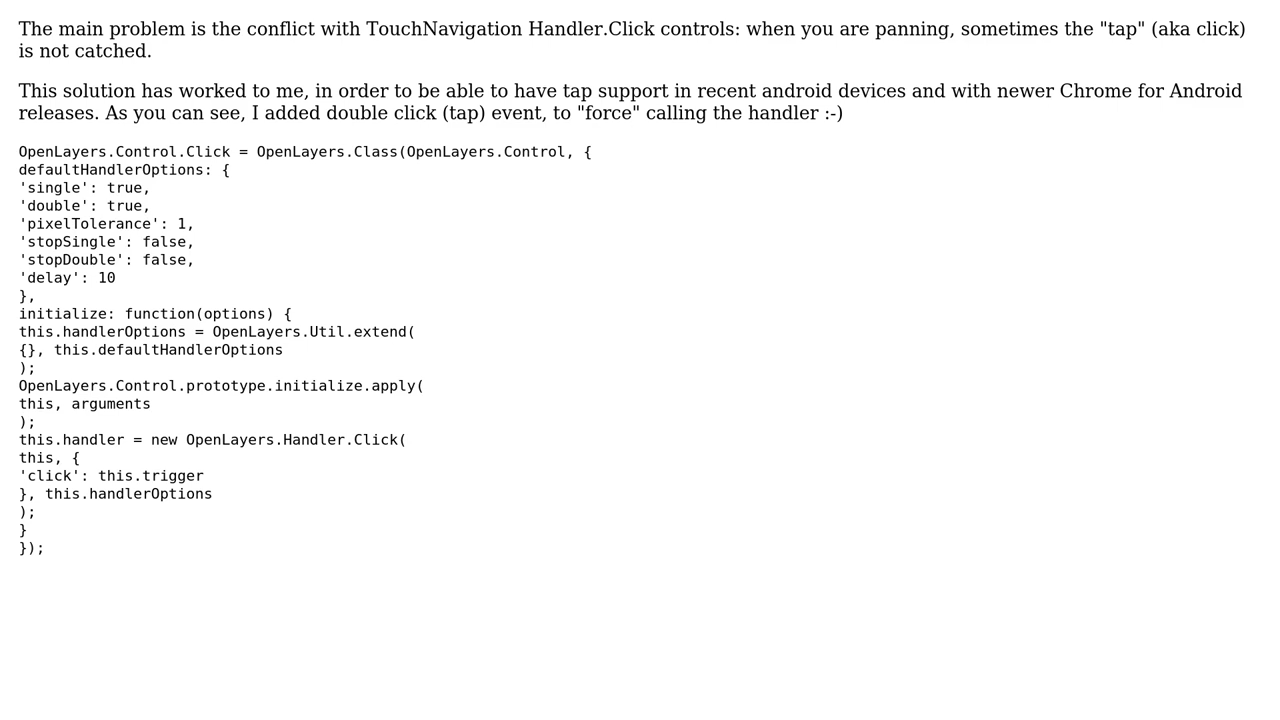 The main problem is the conflict with TouchNavigation Handler.Click controls: when you are panning, sometimes the "tap" (aka click)
is not catched.
This solution has worked to me, in order to be able to have tap support in recent android devices and with newer Chrome for Android
releases. As you can see, I added double click (tap) event, to "force" calling the handler :-)
OpenLayers.Control.Click = OpenLayers.Class(OpenLayers.Control, {
defaultHandlerOptions: {
'single': true,
'double': true,
'pixelTolerance': 1,
'stopSingle': false,
'stopDouble': false,
'delay': 10
},
initialize: function(options) {
this.handlerOptions = OpenLayers.Util.extend(
{}, this.defaultHandlerOptions
);
OpenLayers.Control.prototype.initialize.apply(
this, arguments
);
this.handler = new OpenLayers.Handler.Click(
this, {
'click': this.trigger
}, this.handlerOptions
);
}
});